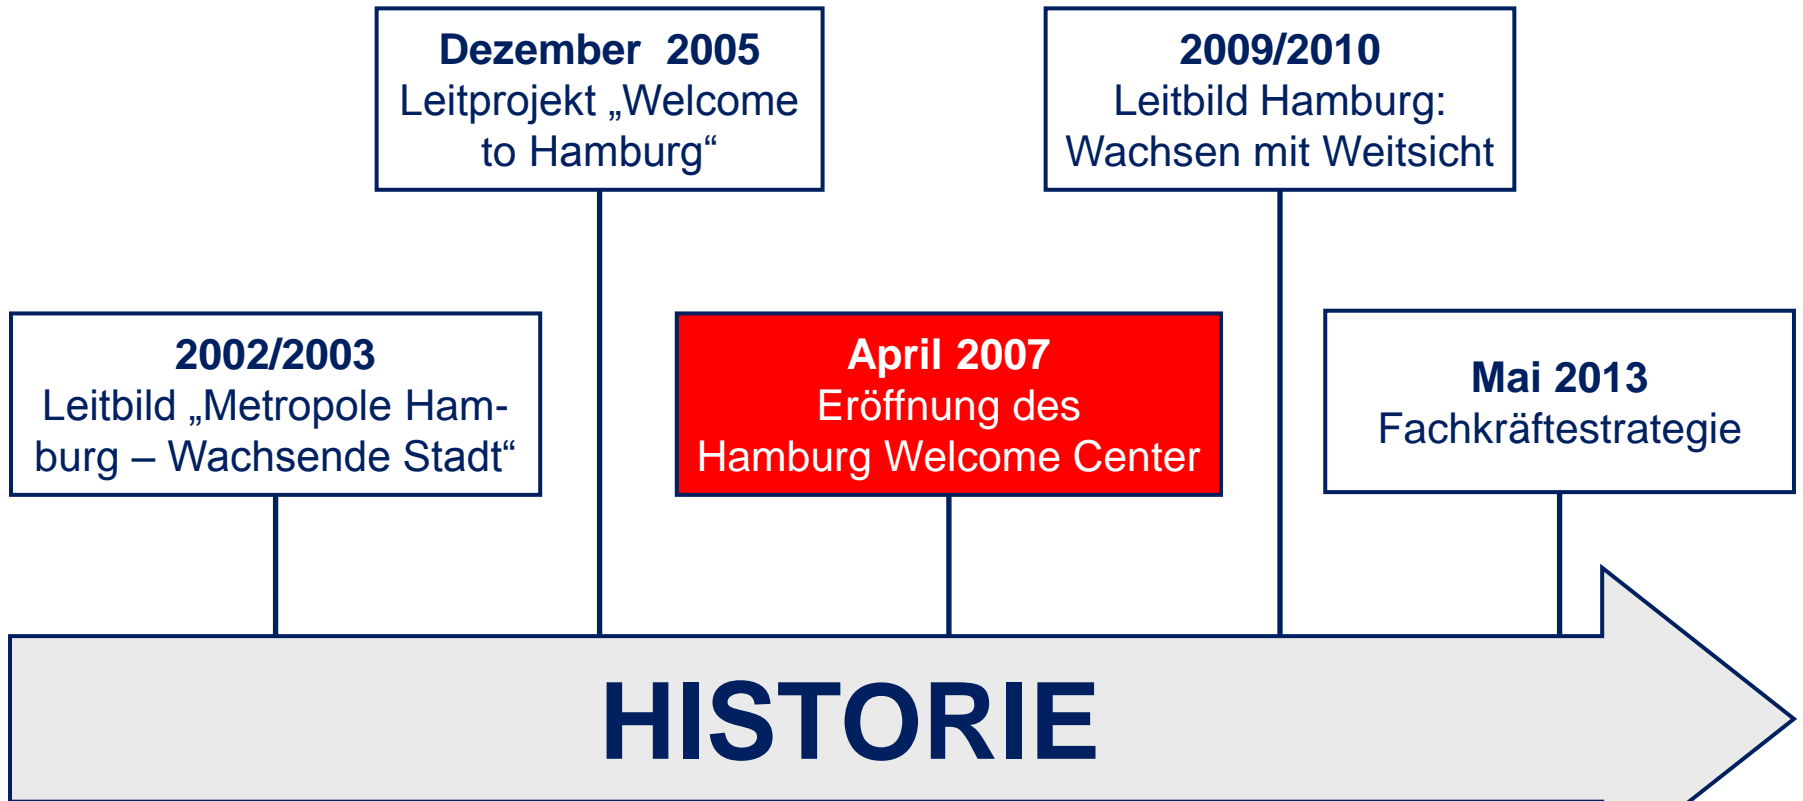 Dezember 2005
Leitprojekt „Welcome
to Hamburg“
2009/2010
Leitbild Hamburg:
Wachsen mit Weitsicht
2002/2003
Leitbild „Metropole Ham-
burg – Wachsende Stadt“
April 2007
Eröffnung des
Hamburg Welcome Center
Mai 2013
Fachkräftestrategie
HISTORIE